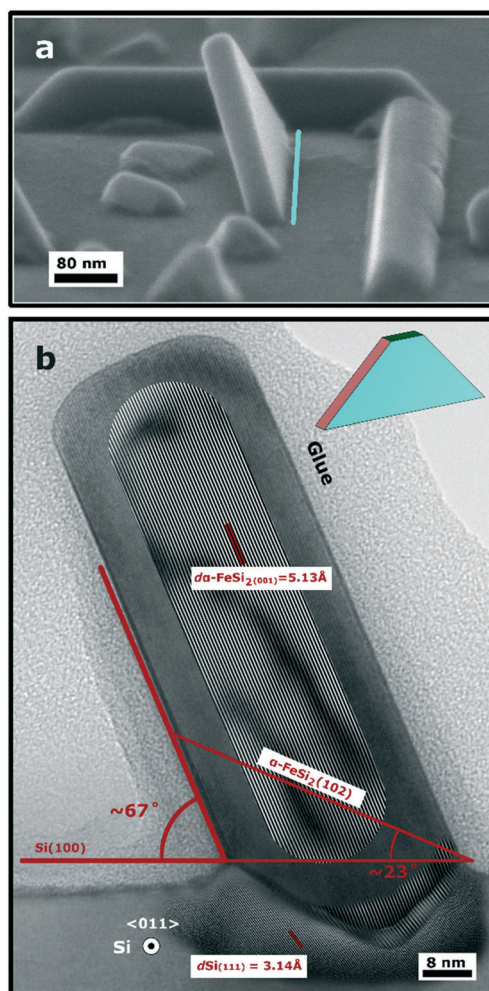 a
80 nm
b
Glue
dα-FeSi2(001)=5.13Å
α-FeSi2(102)
~67°
Si(100)
~23°
<011>
Si
dSi(111) = 3.14Å
8 nm